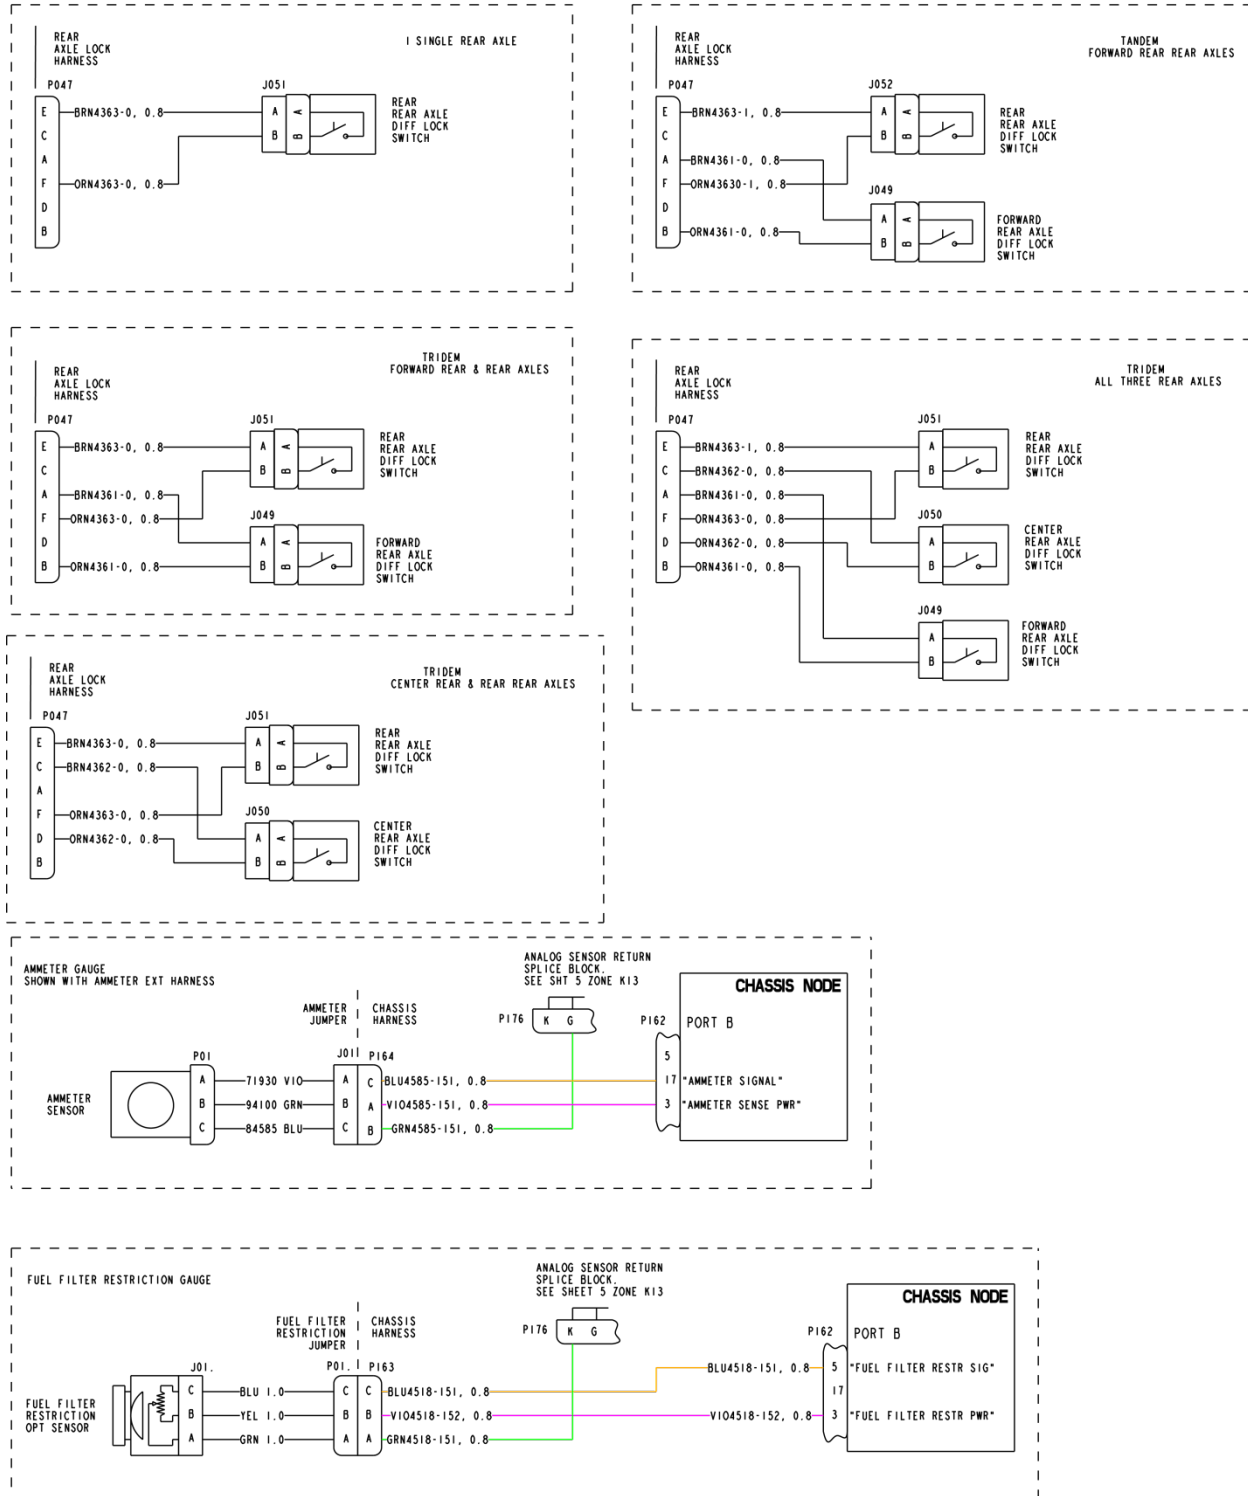 REAR
AXLE LOCK
HARNESS
1 SINGLE REAR AXLE
P047
J051
E
BRN4363-0, 0.8
A
A
C
B
B
A
F
ORN4363-0, 0.8
D
B
REAR
REAR AXLE
DIFF LOCK
SWITCH
REAR
AXLE LOCK
HARNESS
TANDEM
FORWARD REAR REAR AXLES
P047
J052
E
BRN4363-1, 0.8
A
A
C
B
B
A
BRN4361-0, 0.8
F
ORN43630-1, 0.8
D
B
ORN4361-0, 0.8
REAR
REAR AXLE
DIFF LOCK
SWITCH
J049
A
A
B
B
FORWARD
REAR AXLE
DIFF LOCK
SWITCH
REAR
AXLE LOCK
HARNESS
TRIDEM
FORWARD REAR & REAR AXLES
P047
J051
E
BRN4363-0, 0.8
A
A
C
B
B
A
BRN4361-0, 0.8
F
ORN4363-0, 0.8
D
B
ORN4361-0, 0.8
REAR
REAR AXLE
DIFF LOCK
SWITCH
J049
A
A
B
B
FORWARD
REAR AXLE
DIFF LOCK
SWITCH
REAR
AXLE LOCK
HARNESS
TRIDEM
ALL THREE REAR AXLES
P047
J051
E
BRN4363-1, 0.8
A
C
BRN4362-0, 0.8
B
A
BRN4361-0, 0.8
F
ORN4363-0, 0.8
D
ORN4362-0, 0.8
B
ORN4361-0, 0.8
REAR
REAR AXLE
DIFF LOCK
SWITCH
J050
A
B
CENTER
REAR AXLE
DIFF LOCK
SWITCH
J049
A
B
FORWARD
REAR AXLE
DIFF LOCK
SWITCH
REAR
AXLE LOCK
HARNESS
TRIDEM
CENTER REAR & REAR REAR AXLES
P047
J051
E
BRN4363-0, 0.8
A
A
C
BRN4362-0, 0.8
B
B
A
F
ORN4363-0, 0.8
D
ORN4362-0, 0.8
B
REAR
REAR AXLE
DIFF LOCK
SWITCH
J050
A
A
B
B
CENTER
REAR AXLE
DIFF LOCK
SWITCH
AMMETER GAUGE
SHOWN WITH AMMETER EXT HARNESS
ANALOG SENSOR RETURN
SPLICE BLOCK.
SEE SHT 5 ZONE K13
AMMETER
JUMPER
CHASSIS
HARNESS
P176
K G
P162
CHASSIS NODE
PORT B
5
17 "AMMETER SIGNAL"
3 "AMMETER SENSE PWR"
AMMETER
SENSOR
P01
J01
P164
A
71930 VIO
A
C
BLU4585-151, 0.8
B
94100 GRN
B
A
VIO4585-151, 0.8
C
84585 BLU
C
B
GRN4585-151, 0.8
FUEL FILTER RESTRICTION GAUGE
ANALOG SENSOR RETURN
SPLICE BLOCK.
SEE SHEET 5 ZONE K13
FUEL FILTER
RESTRICTION
JUMPER
CHASSIS
HARNESS
P176
K G
P162
CHASSIS NODE
PORT B
J01.
P01.
P163
FUEL FILTER
RESTRICTION
OPT SENSOR
C
BLU 1.0
C
C
BLU4518-151, 0.8
BLU4518-151, 0.8
5 "FUEL FILTER RESTR SIG"
17
B
YEL 1.0
B
B
VIO4518-152, 0.8
VIO4518-152, 0.8
3 "FUEL FILTER RESTR PWR"
A
GRN 1.0
A
A
GRN4518-151, 0.8